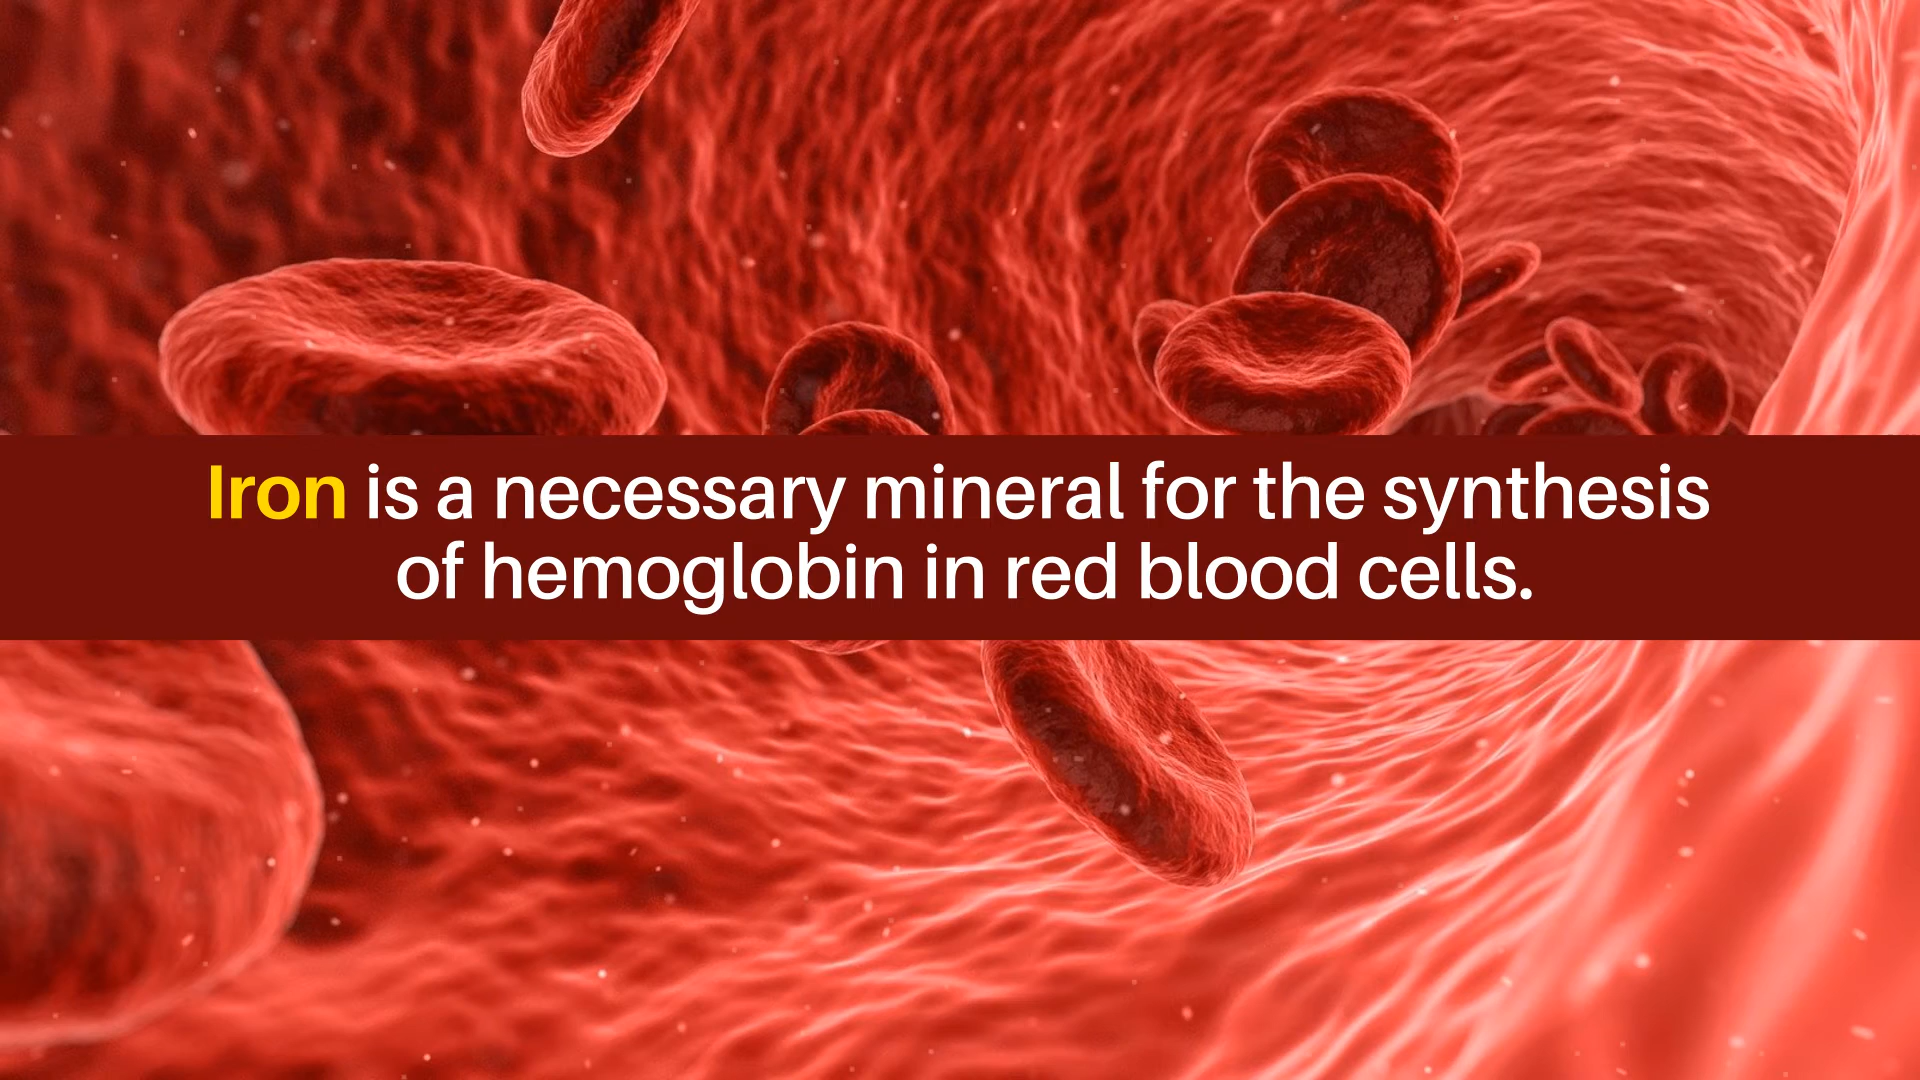 Iron is a necessary mineral for the synthesis
of hemoglobin in red blood cells.